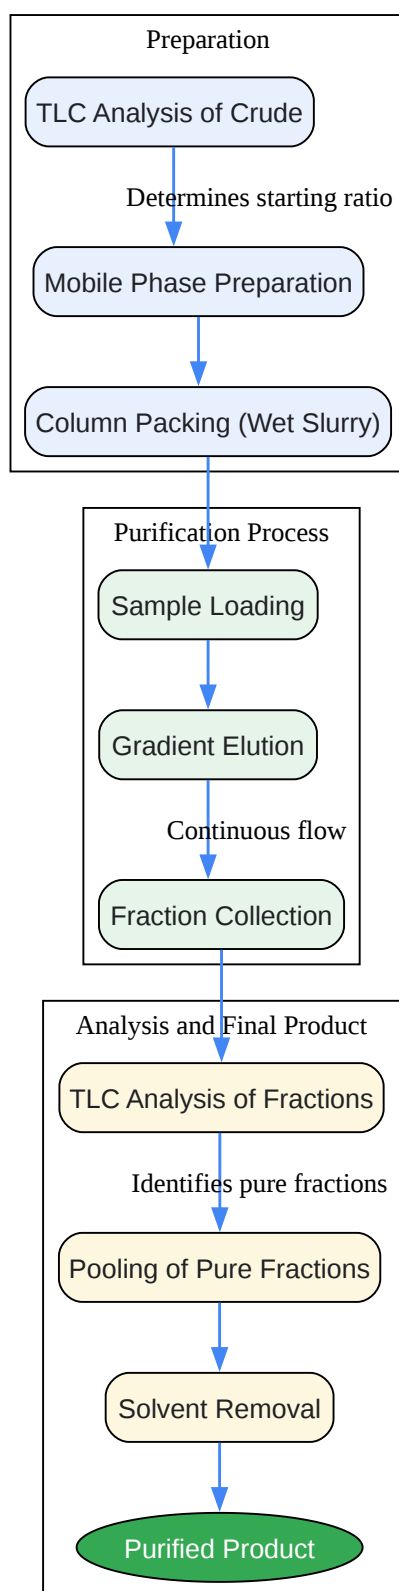 Preparation
TLC Analysis of Crude
Determines starting ratio
Mobile Phase Preparation
Column Packing (Wet Slurry)
Purification Process
Sample Loading
Gradient Elution
Continuous flow
Fraction Collection
Analysis and Final Product
TLC Analysis of Fractions
Identifies pure fractions
Pooling of Pure Fractions
Solvent Removal
Purified Product